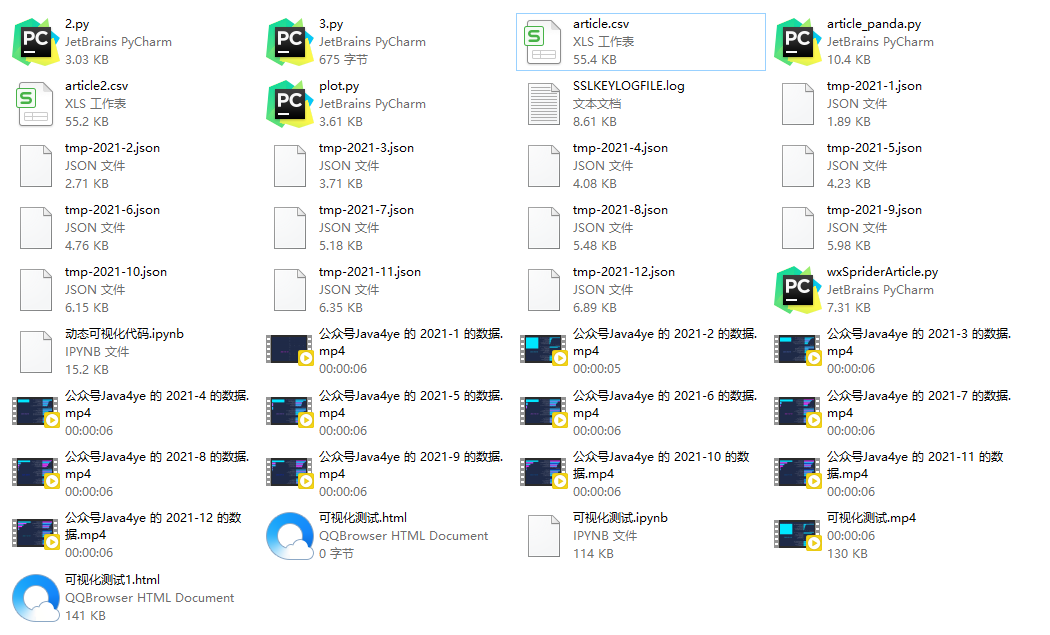 2.py
JetBrains PyCharm
3.03 KB
3.py
JetBrains PyCharm
675 字节
article.csv
XLS 工作表
55.4 KB
article_panda.py
JetBrains PyCharm
10.4 KB
article2.csv
XLS 工作表
55.2 KB
plot.py
JetBrains PyCharm
3.61 KB
SSLKEYLOGFILE.log
文本文档
8.61 KB
tmp-2021-1.json
JSON 文件
1.89 KB
tmp-2021-2.json
JSON 文件
2.71 KB
tmp-2021-3.json
JSON 文件
3.71 KB
tmp-2021-4.json
JSON 文件
4.08 KB
tmp-2021-5.json
JSON 文件
4.23 KB
tmp-2021-6.json
JSON 文件
4.76 KB
tmp-2021-7.json
JSON 文件
5.18 KB
tmp-2021-8.json
JSON 文件
5.48 KB
tmp-2021-9.json
JSON 文件
5.98 KB
tmp-2021-10.json
JSON 文件
6.15 KB
tmp-2021-11.json
JSON 文件
6.35 KB
tmp-2021-12.json
JSON 文件
6.89 KB
wxSpriderArticle.py
JetBrains PyCharm
7.31 KB
动态可视化代码.ipynb
IPYNB 文件
15.2 KB
公众号Java4ye 的 2021-1 的数据.
mp4
00:00:06
公众号Java4ye 的 2021-2 的数据.
mp4
00:00:05
公众号Java4ye 的 2021-3 的数据.
mp4
00:00:06
公众号Java4ye 的 2021-4 的数据.
mp4
00:00:06
公众号Java4ye 的 2021-5 的数据.
mp4
00:00:06
公众号Java4ye 的 2021-6 的数据.
mp4
00:00:06
公众号Java4ye 的 2021-7 的数据.
mp4
00:00:06
公众号Java4ye 的 2021-8 的数据.
mp4
00:00:06
公众号Java4ye 的 2021-9 的数据.
mp4
00:00:06
公众号Java4ye 的 2021-10 的数
据.mp4
00:00:06
公众号Java4ye 的 2021-11 的数
据.mp4
00:00:06
公众号Java4ye 的 2021-12 的数
据.mp4
00:00:06
可视化测试.html
QQBrowser HTML Document
0 字节
可视化测试.ipynb
IPYNB 文件
114 KB
可视化测试.mp4
00:00:06
130 KB
可视化测试1.html
QQBrowser HTML Document
141 KB